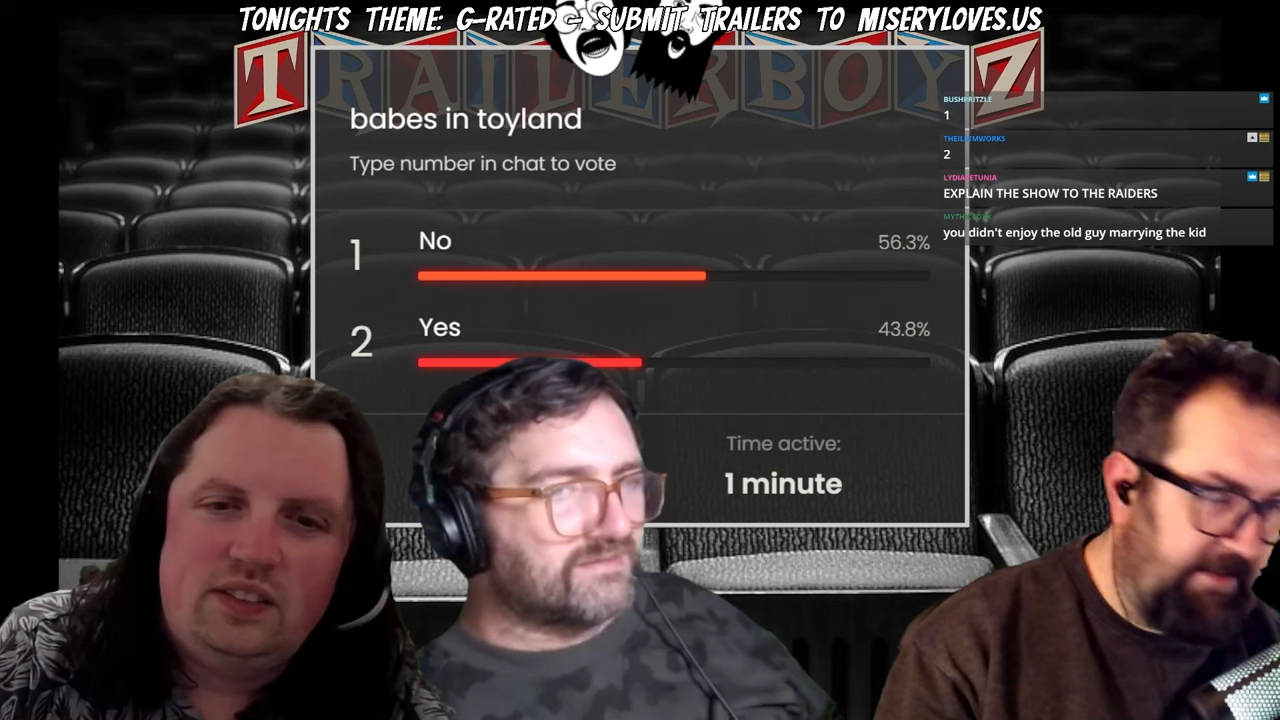 TONIGHTS THEME: G-RATED - SUBMIT TRAILERS TO MISERYLOVES.US
TRAILERBOYZ
babes in toyland
Type number in chat to vote
1 No 56.3%
2 Yes 43.8%
Time active:
1 minute
BUSHPRITZLE
1
2
LYDIAPETUNIA
EXPLAIN THE SHOW TO THE RAIDERS
you didn't enjoy the old guy marrying the kid